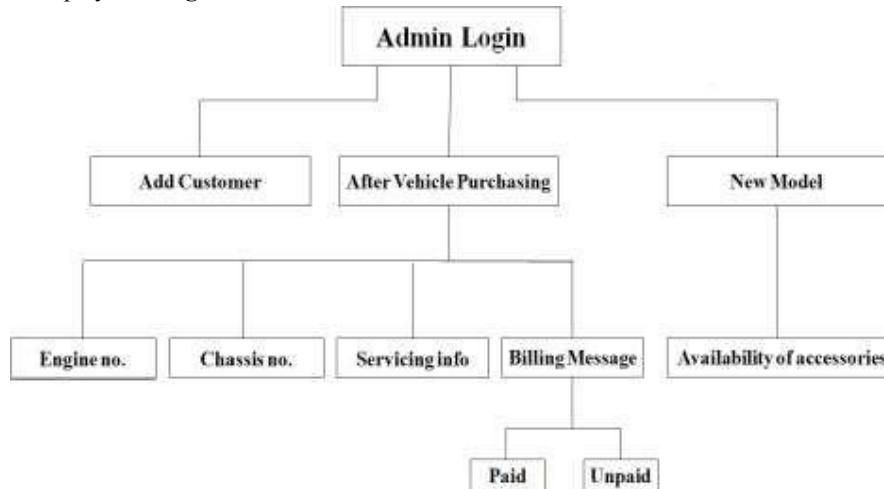 Admin Login
Add Customer
After Vehicle Purchasing
New Model
Engine no.
Chassis no.
Servicing info
Billing Message
Availability of accessories
Paid
Unpaid